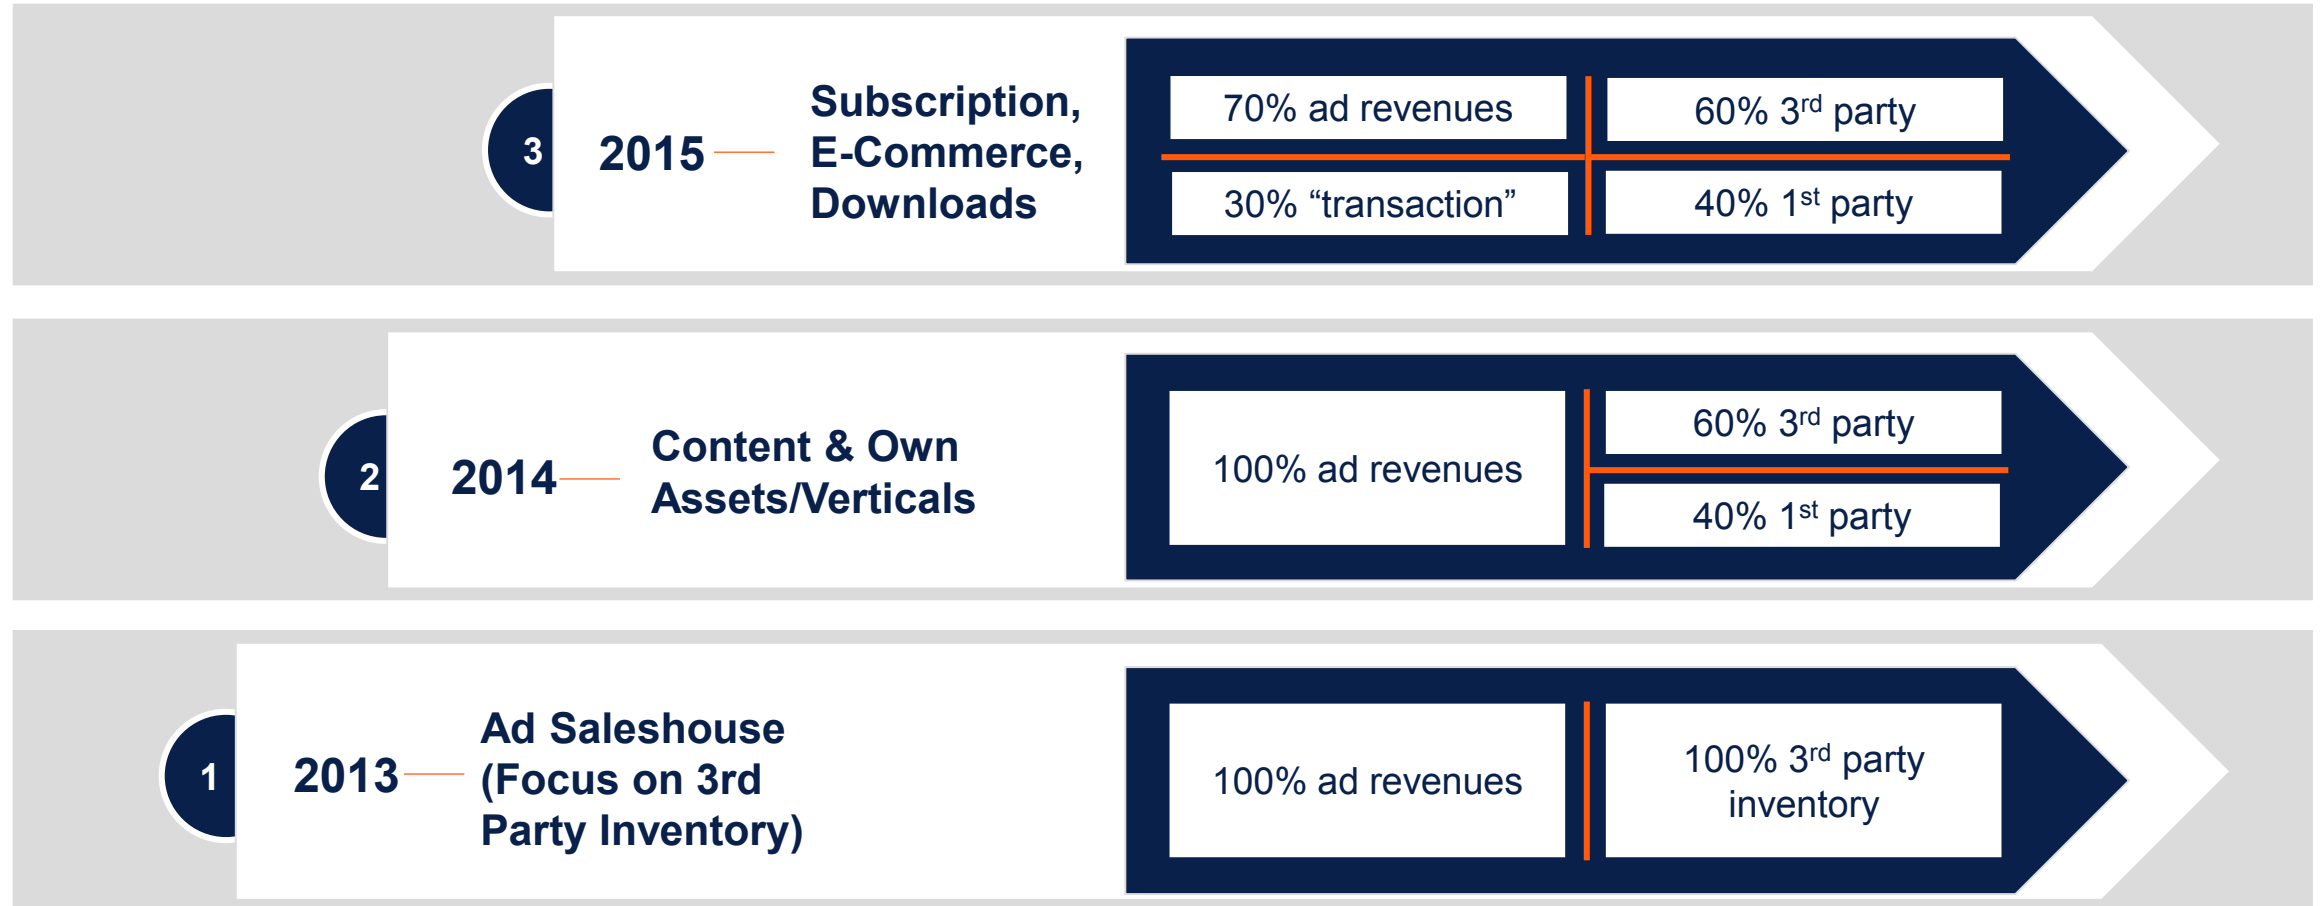 3
2015
Subscription,
E-Commerce,
Downloads
70% ad revenues
60% 3rd party
30% “transaction”
40% 1st party
2
2014
Content & Own
Assets/Verticals
100% ad revenues
60% 3rd party
40% 1st party
1
2013
Ad Saleshouse
(Focus on 3rd
Party Inventory)
100% ad revenues
100% 3rd party
inventory